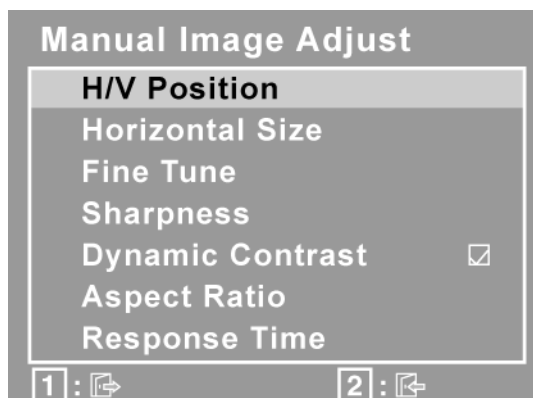 Manual Image Adjust
H/V Position
Horizontal Size
Fine Tune
Sharpness
Dynamic Contrast
Aspect Ratio
Response Time
1 : 2 :